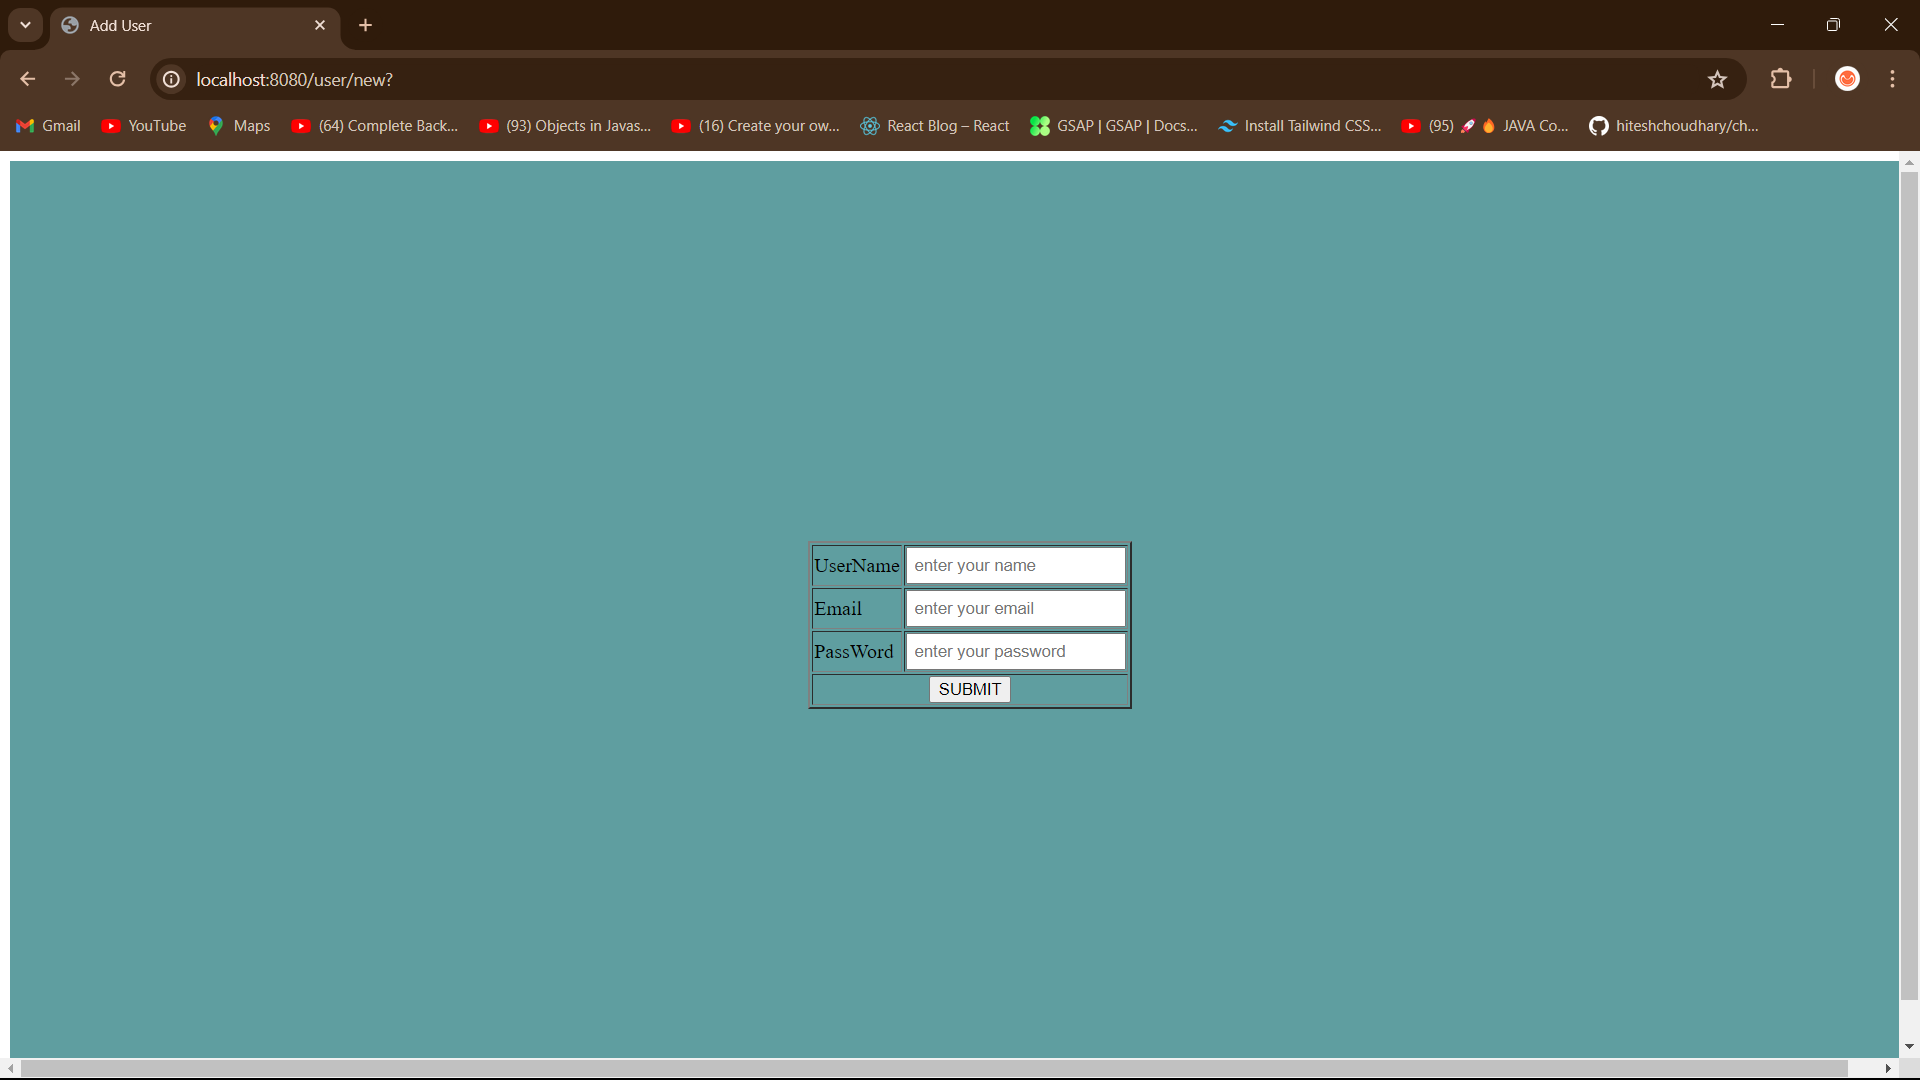 Add User
localhost:8080/user/new?
Gmail YouTube Maps (64) Complete Back... (93) Objects in Javas... (16) Create your ow... React Blog – React GSAP | GSAP | Docs... Install Tailwind CSS... (95) 🚀🔥 JAVA Co... hiteshchoudhary/ch...
UserName enter your name
Email enter your email
PassWord enter your password
SUBMIT